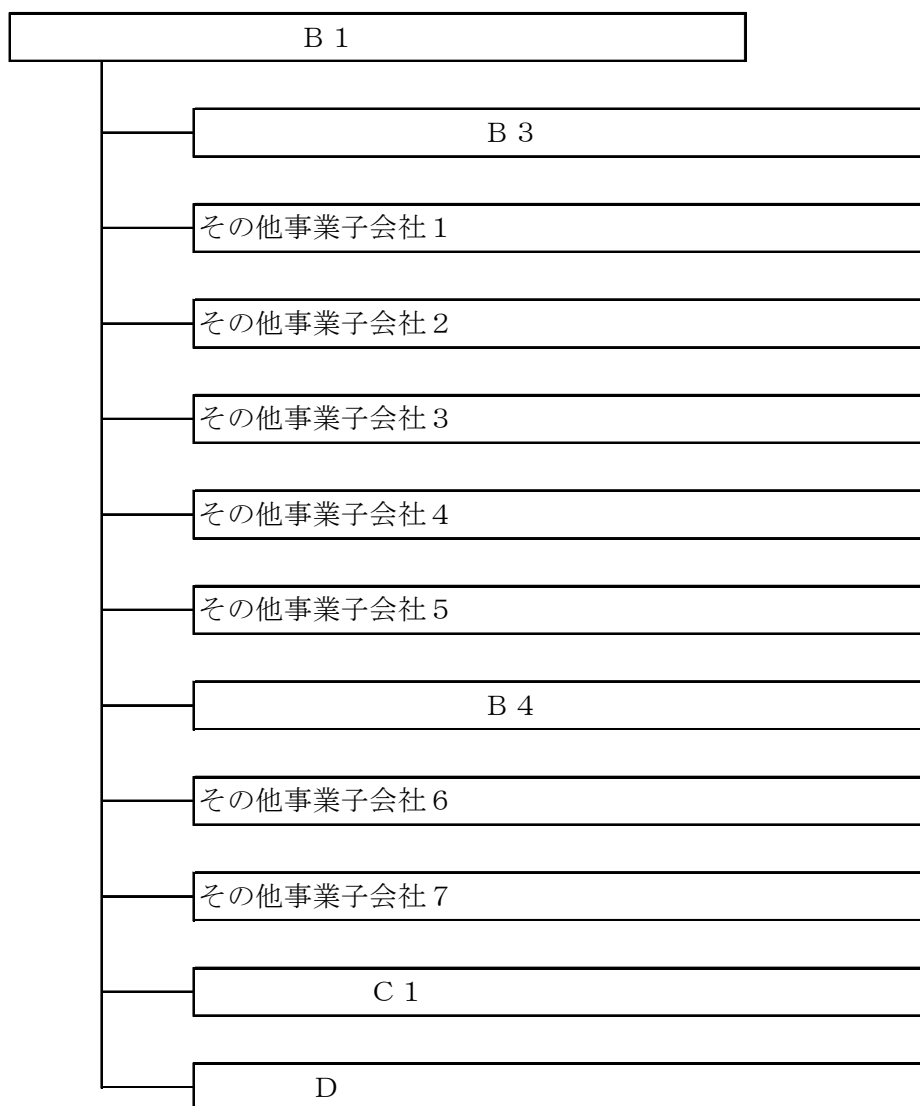 Ｂ１
Ｂ３
その他事業子会社１
その他事業子会社２
その他事業子会社３
その他事業子会社４
その他事業子会社５
Ｂ４
その他事業子会社６
その他事業子会社７
Ｃ１
Ｄ